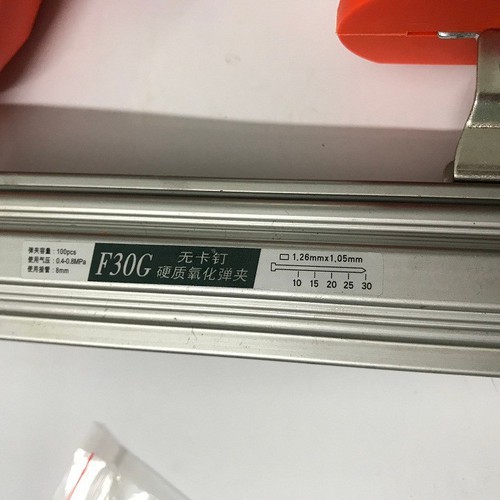 弹夹容量：100pcs
使用气压：0.4-0.8MPa
使用接管：8mm
F30G
无卡钉
硬质氧化弹夹
1,26mmx1,05mm
10 15 20 25 30